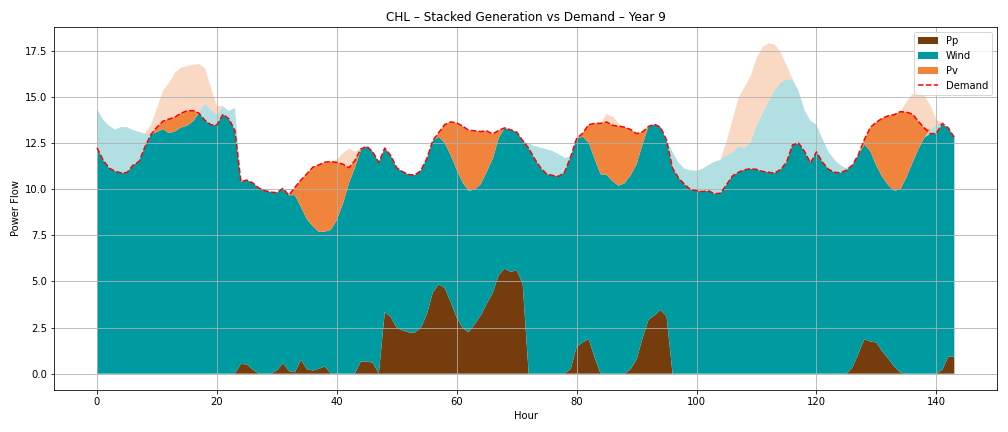 CHL – Stacked Generation vs Demand – Year 9
Power Flow
17.5
15.0
12.5
10.0
7.5
5.0
2.5
0.0
Pp
Wind
Pv
Demand
0 20 40 60 80 100 120 140
Hour